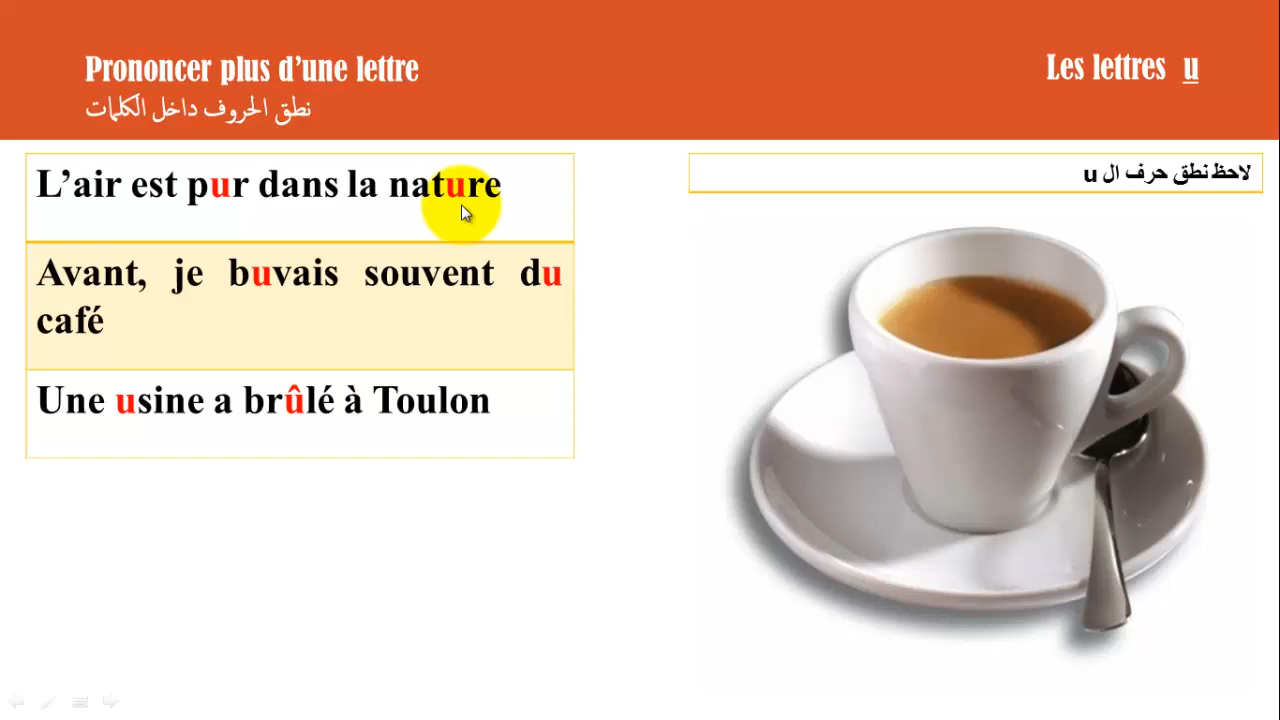 Prononcer plus d’une lettre
نطق الحروف داخل الكلمات
Les lettres u
L’air est pur dans la nature
Avant, je buvais souvent du
café
Une usine a brûlé à Toulon
لاحظ نطق حرف ال u